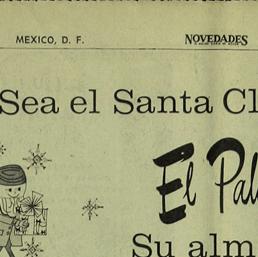 MEXICO, D. F.
NOVEDADES
Sea el Santa Cl
El Pal
Su alm